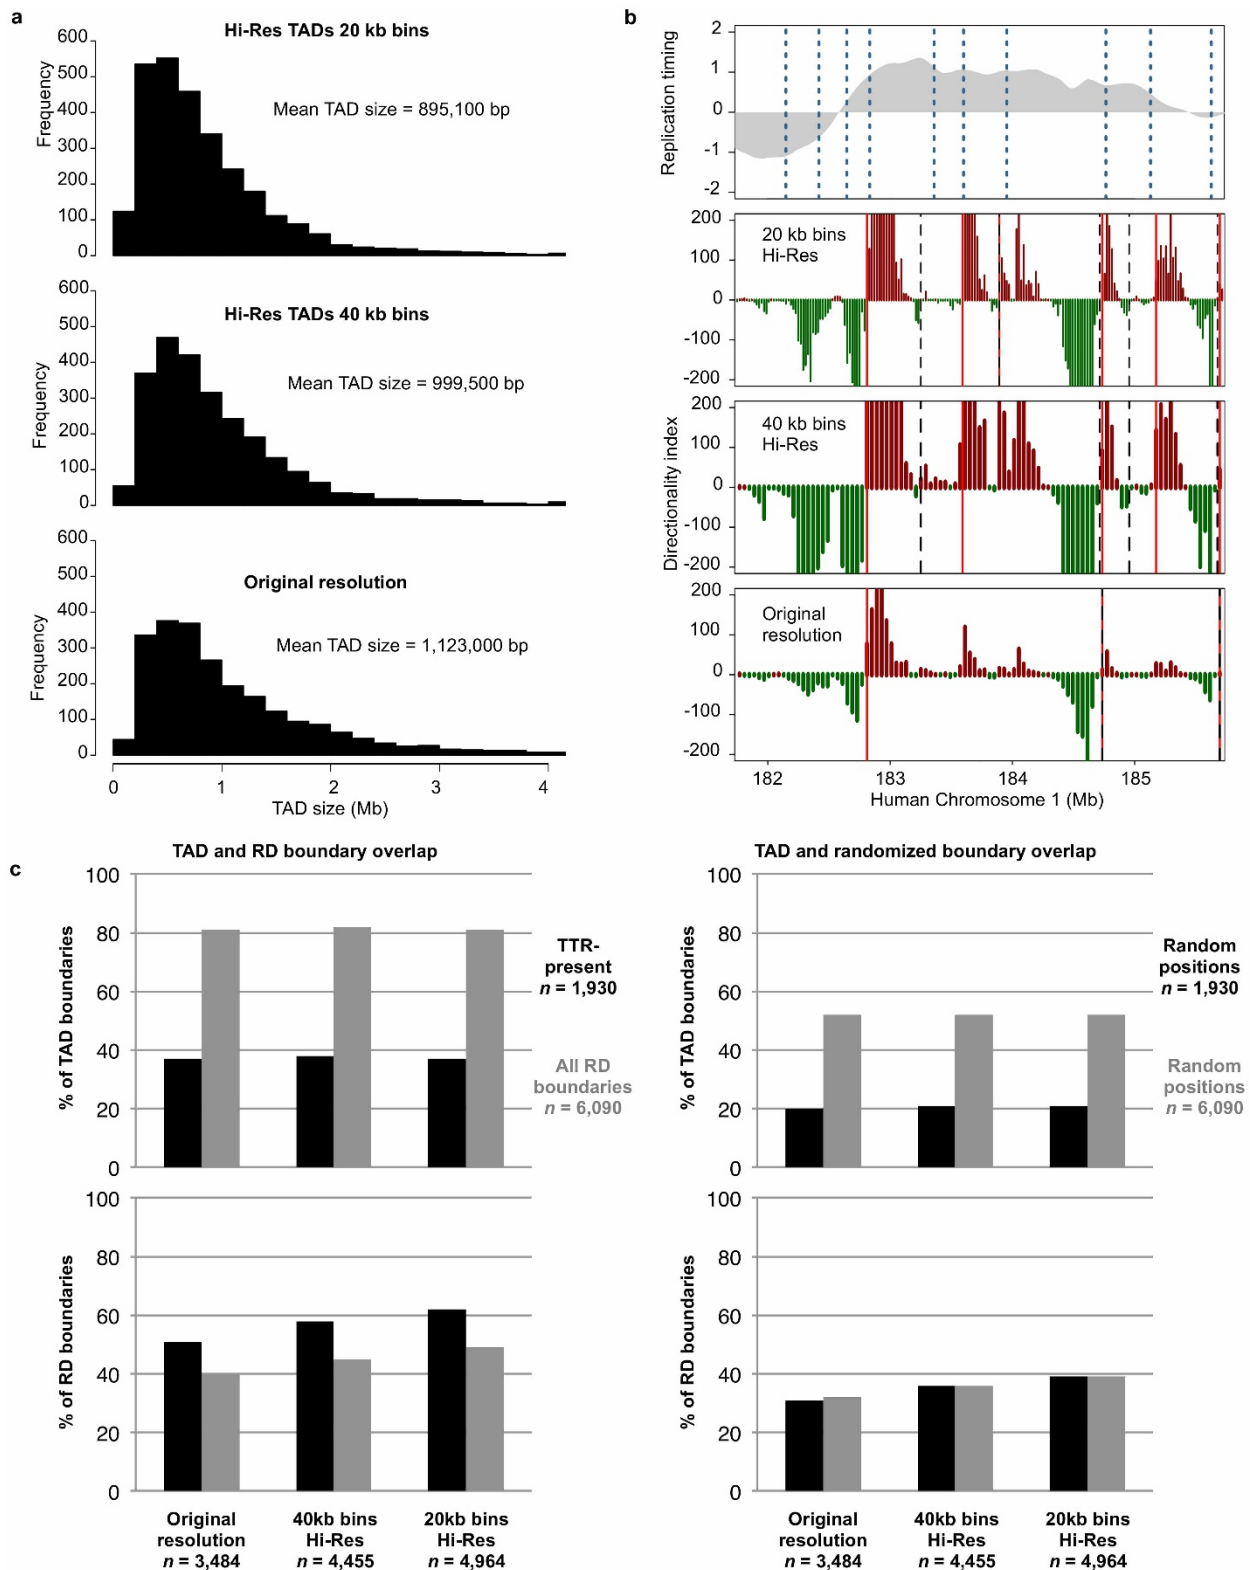 a
Hi-Res TADs 20 kb bins
600
500
400
300
200
100
0
Frequency
Mean TAD size = 895,100 bp
Hi-Res TADs 40 kb bins
600
500
400
300
200
100
0
Frequency
Mean TAD size = 999,500 bp
Original resolution
600
500
400
300
200
100
0
Frequency
Mean TAD size = 1,123,000 bp
0 1 2 3 4
TAD size (Mb)
b
Replication timing
2
1
0
-1
-2
Directionality index
200
100
0
-100
-200
20 kb bins
Hi-Res
200
100
0
-100
-200
40 kb bins
Hi-Res
200
100
0
-100
-200
Original
resolution
182 183 184 185
Human Chromosome 1 (Mb)
c
TAD and RD boundary overlap
% of TAD boundaries
100
80
60
40
20
0
TTR-
present
n = 1,930
All RD
boundaries
n = 6,090
% of RD boundaries
100
80
60
40
20
0
Original
resolution
n = 3,484
40kb bins
Hi-Res
n = 4,455
20kb bins
Hi-Res
n = 4,964
TAD and randomized boundary overlap
% of TAD boundaries
100
80
60
40
20
0
Random
positions
n = 1,930
Random
positions
n = 6,090
% of RD boundaries
100
80
60
40
20
0
Original
resolution
n = 3,484
40kb bins
Hi-Res
n = 4,455
20kb bins
Hi-Res
n = 4,964